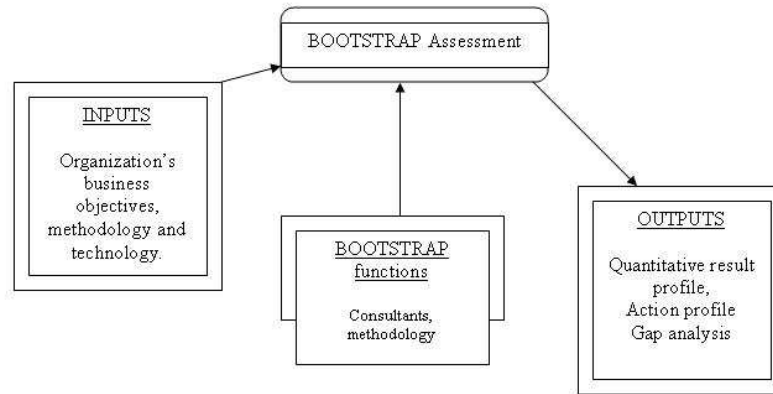 BOOTSTRAP Assessment
INPUTS
Organization's
business
objectives,
methodology and
technology.
BOOTSTRAP
functions
Consultants,
methodology
OUTPUTS
Quantitative result
profile,
Action profile
Gap analysis